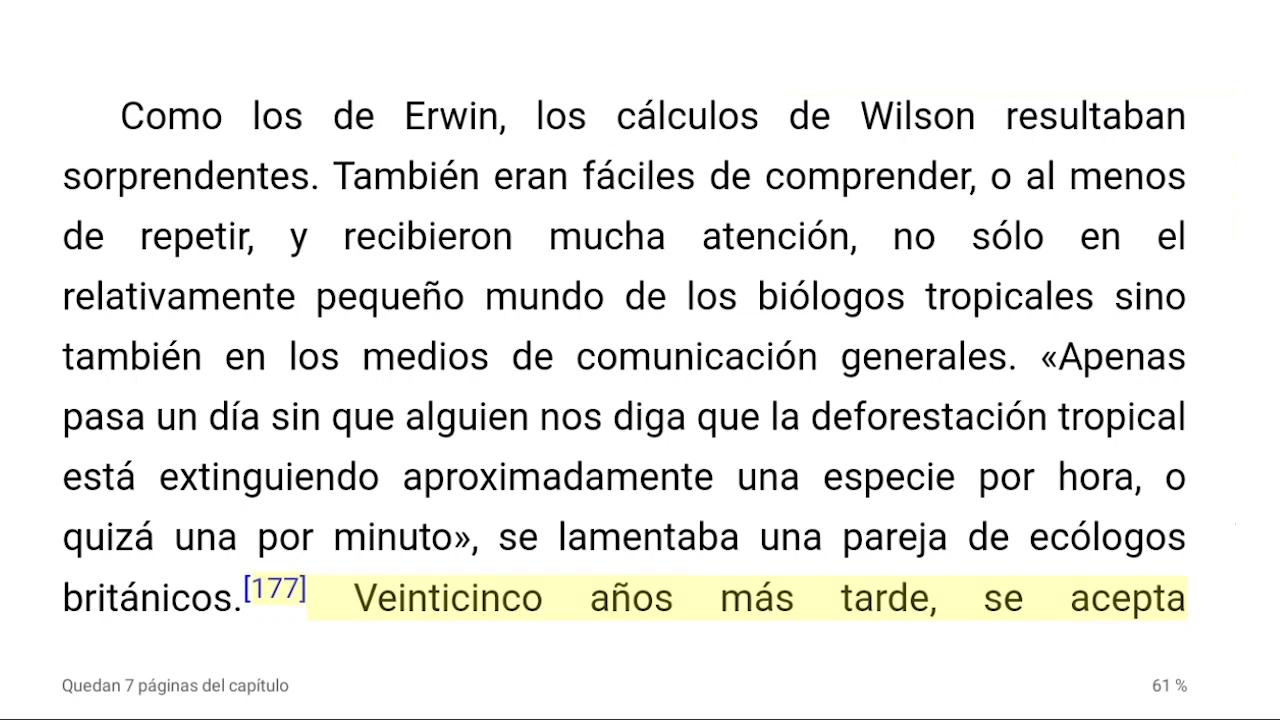 Como los de Erwin, los cálculos de Wilson resultaban
sorprendentes. También eran fáciles de comprender, o al menos
de repetir, y recibieron mucha atención, no sólo en el
relativamente pequeño mundo de los biólogos tropicales sino
también en los medios de comunicación generales. «Apenas
pasa un día sin que alguien nos diga que la deforestación tropical
está extinguiendo aproximadamente una especie por hora, o
quizá una por minuto», se lamentaba una pareja de ecólogos
británicos.[177] Veinticinco años más tarde, se acepta
Quedan 7 páginas del capítulo
61 %